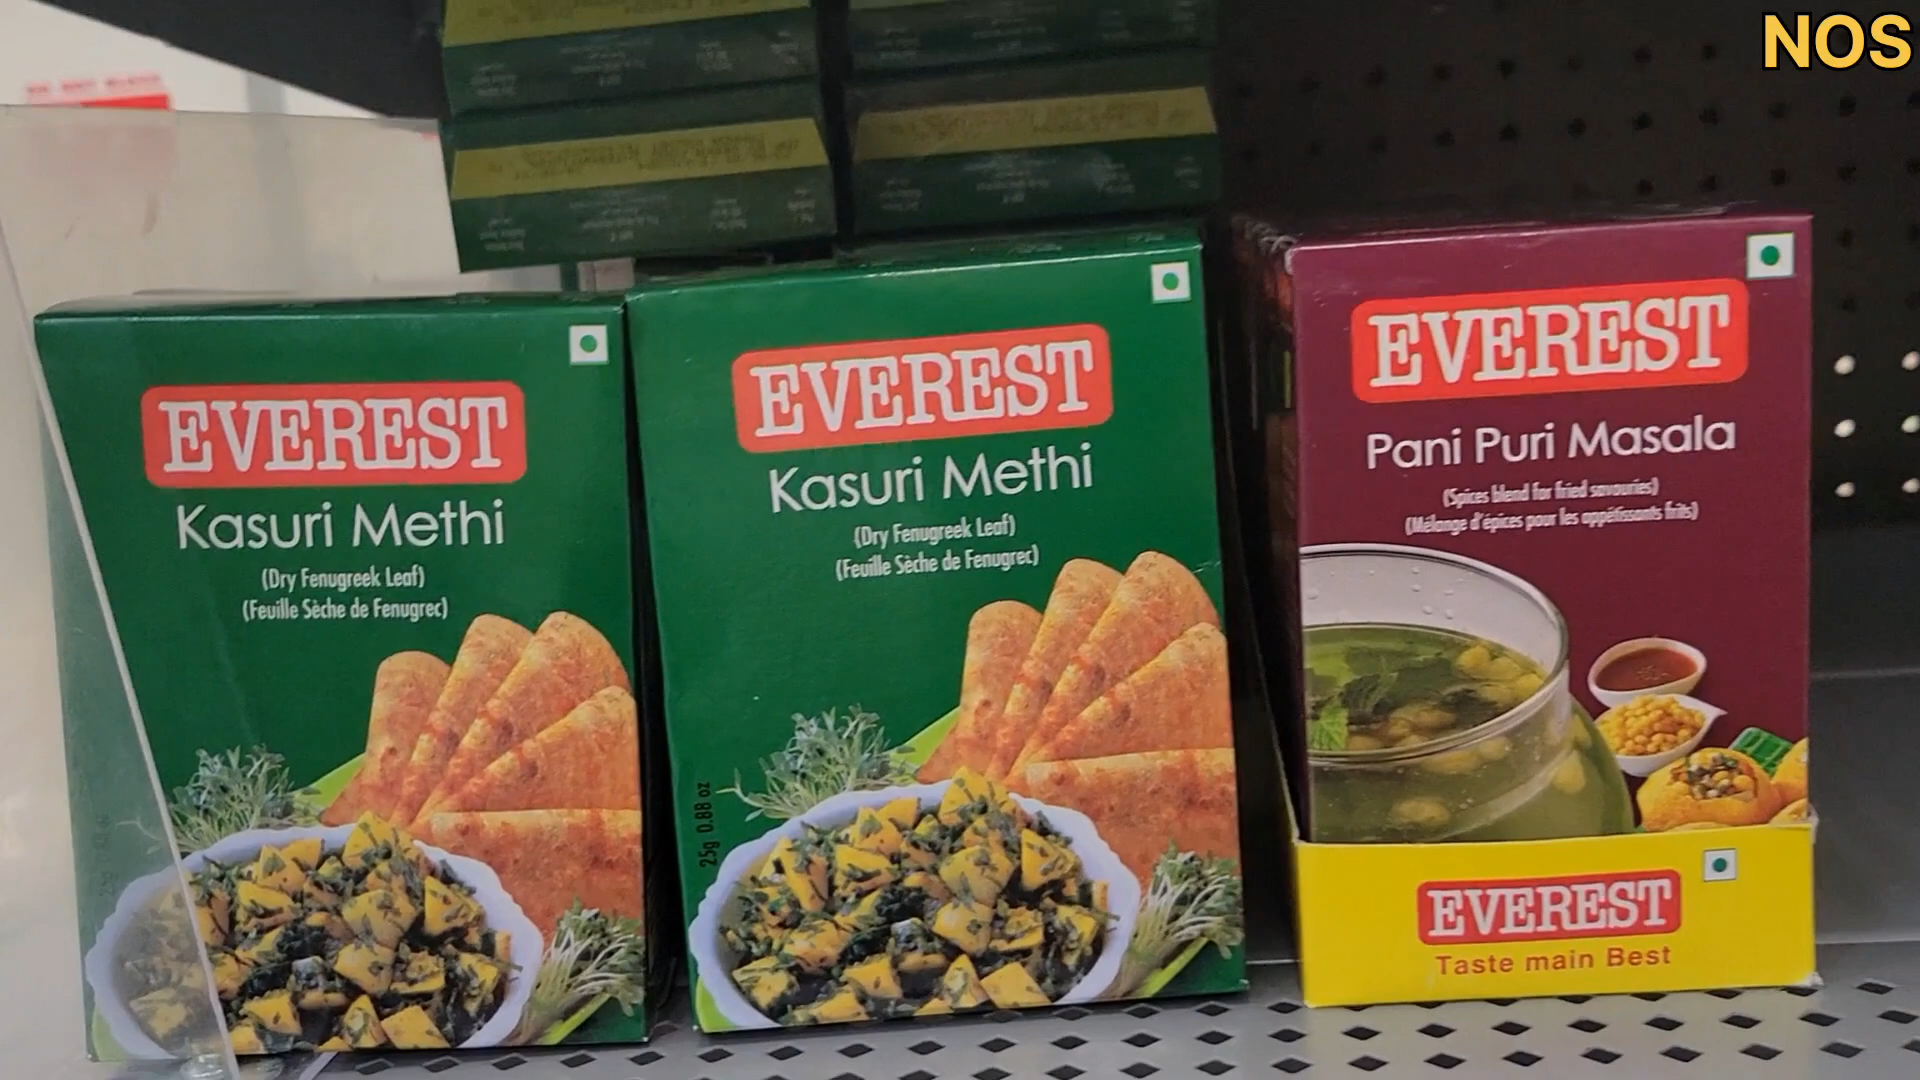 NOS
EVEREST
Kasuri Methi
(Dry Fenugreek Leaf)
(Feuille Sèche de Fenugrec)
EVEREST
Kasuri Methi
(Dry Fenugreek Leaf)
(Feuille Sèche de Fenugrec)
25g 0.88 oz
EVEREST
Pani Puri Masala
(Spices blend for fried savouries)
(Mélange d'épices pour les appétissants frits)
EVEREST
Taste main Best